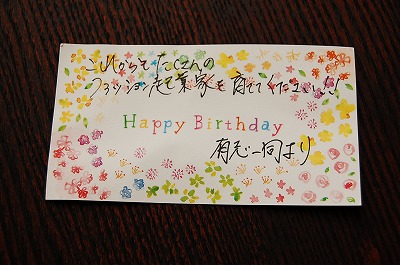 これからもたくさんの
ファッション起業家を育ててくださいっ!
Happy Birthday
有志一同より